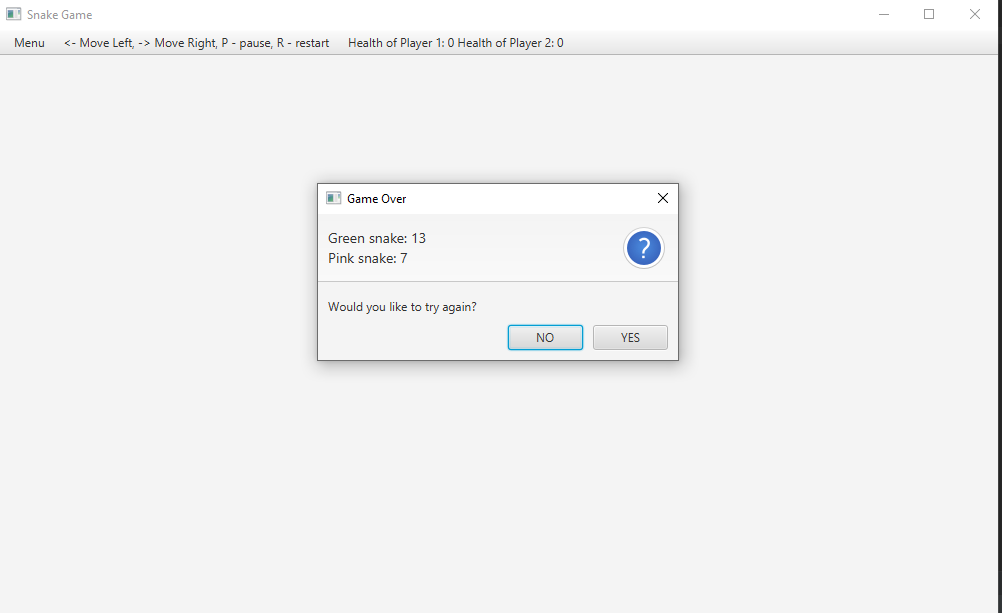 Snake Game
Menu <- Move Left, -> Move Right, P - pause, R - restart Health of Player 1: 0 Health of Player 2: 0
Game Over
Green snake: 13
Pink snake: 7
?
Would you like to try again?
NO YES